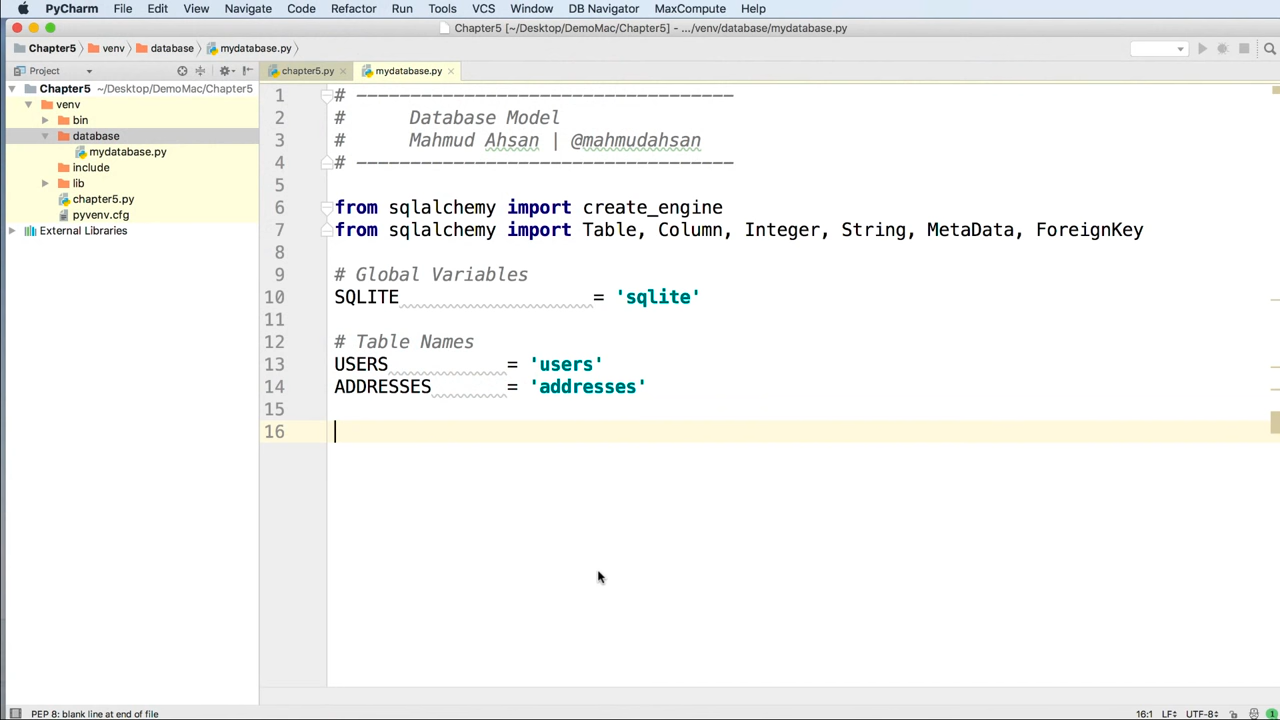 PyCharm File Edit View Navigate Code Refactor Run Tools VCS Window DB Navigator MaxCompute Help
Chapter5 [~/Desktop/DemoMac/Chapter5] - .../venv/database/mydatabase.py
Chapter5 venv database mydatabase.py
Project chapter5.py mydatabase.py
Chapter5 ~/Desktop/DemoMac/Chapter5
venv
bin
database
mydatabase.py
include
lib
chapter5.py
pyvenv.cfg
External Libraries
1 # -----------------------------------
2 # Database Model
3 # Mahmud Ahsan | @mahmudahsan
4 # -----------------------------------
5
6 from sqlalchemy import create_engine
7 from sqlalchemy import Table, Column, Integer, String, MetaData, ForeignKey
8
9 # Global Variables
10 SQLITE = 'sqlite'
11
12 # Table Names
13 USERS = 'users'
14 ADDRESSES = 'addresses'
15
16
PEP 8: blank line at end of file 16:1 LF UTF-8 1